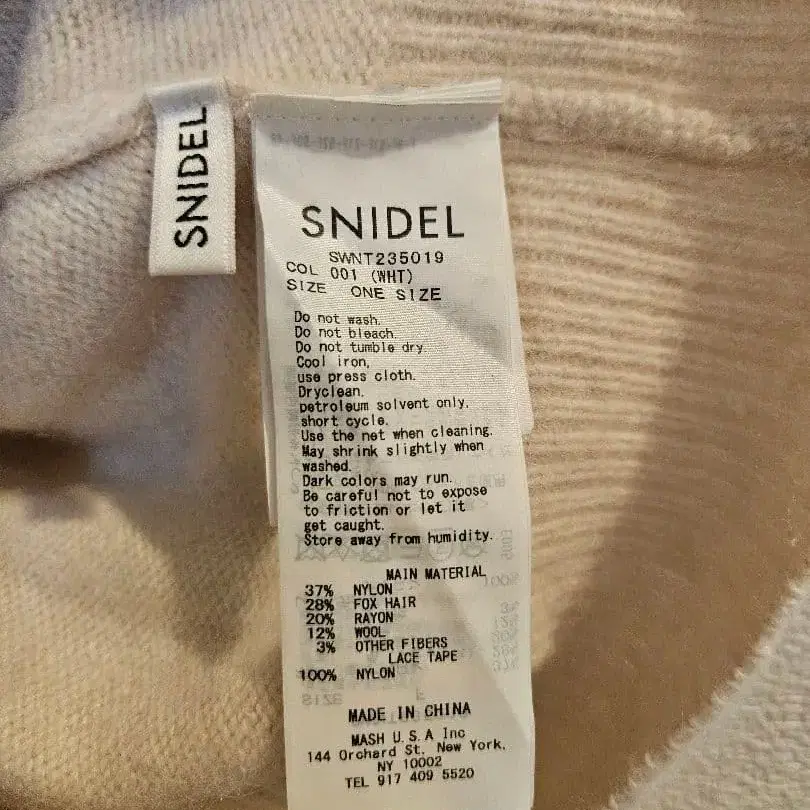 SNIDEL
SNIDEL
SWNT235019
COL 001 (WHT)
SIZE ONE SIZE
Do not wash.
Do not bleach.
Do not tumble dry.
Cool iron,
use press cloth.
Dryclean.
petroleum solvent only.
short cycle.
Use the net when cleaning.
May shrink slightly when
washed.
Dark colors may run.
Be careful not to expose
to friction or let it
get caught.
Store away from humidity.
MAIN MATERIAL
37% NYLON
28% FOX HAIR
20% RAYON
12% WOOL
3% OTHER FIBERS
LACE TAPE
100% NYLON
MADE IN CHINA
MASH U.S.A Inc
144 Orchard St. New York,
NY 10002
TEL 917 409 5520